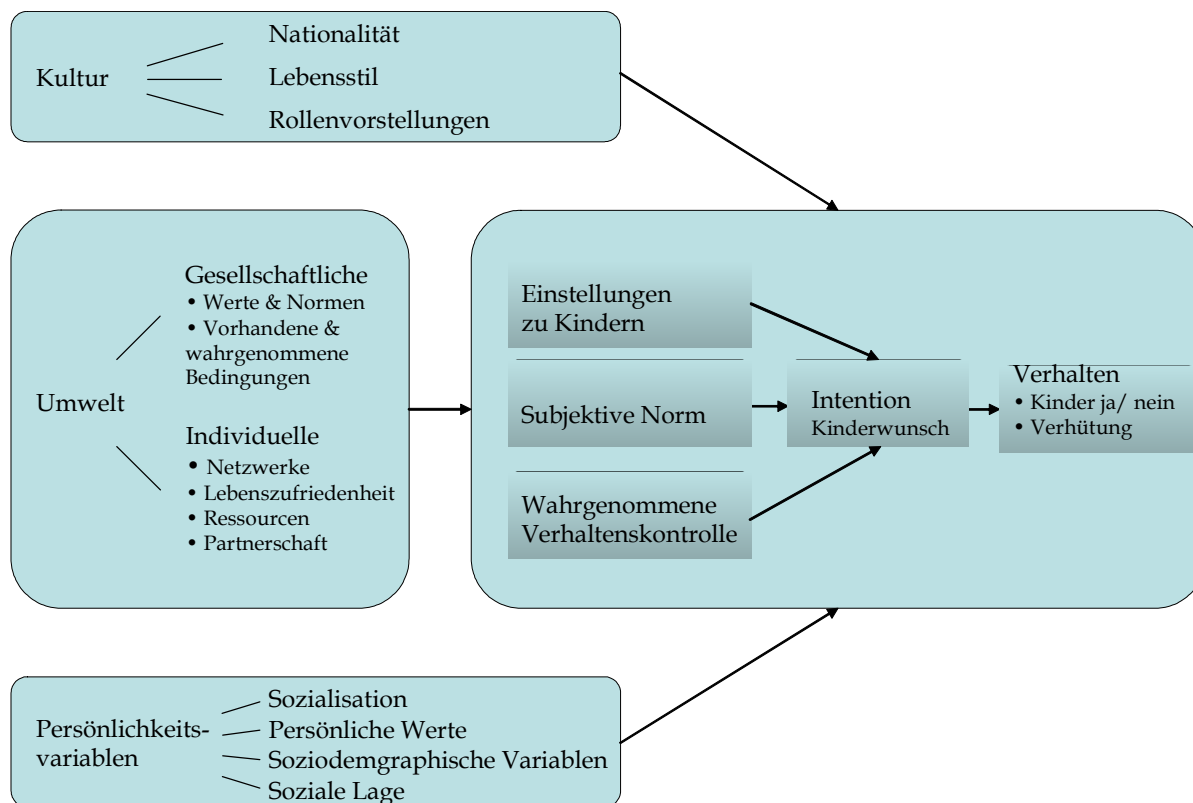 Kultur
Nationalität
Lebensstil
Rollenvorstellungen
Umwelt
Gesellschaftliche
• Werte & Normen
• Vorhandene &
wahrgenommene
Bedingungen
Individuelle
• Netzwerke
• Lebenszufriedenheit
• Ressourcen
• Partnerschaft
Einstellungen
zu Kindern
Subjektive Norm
Wahrgenommene
Verhaltenskontrolle
Intention
Kinderwunsch
Verhalten
• Kinder ja/ nein
• Verhütung
Persönlichkeits-
variablen
Sozialisation
Persönliche Werte
Soziodemgraphische Variablen
Soziale Lage